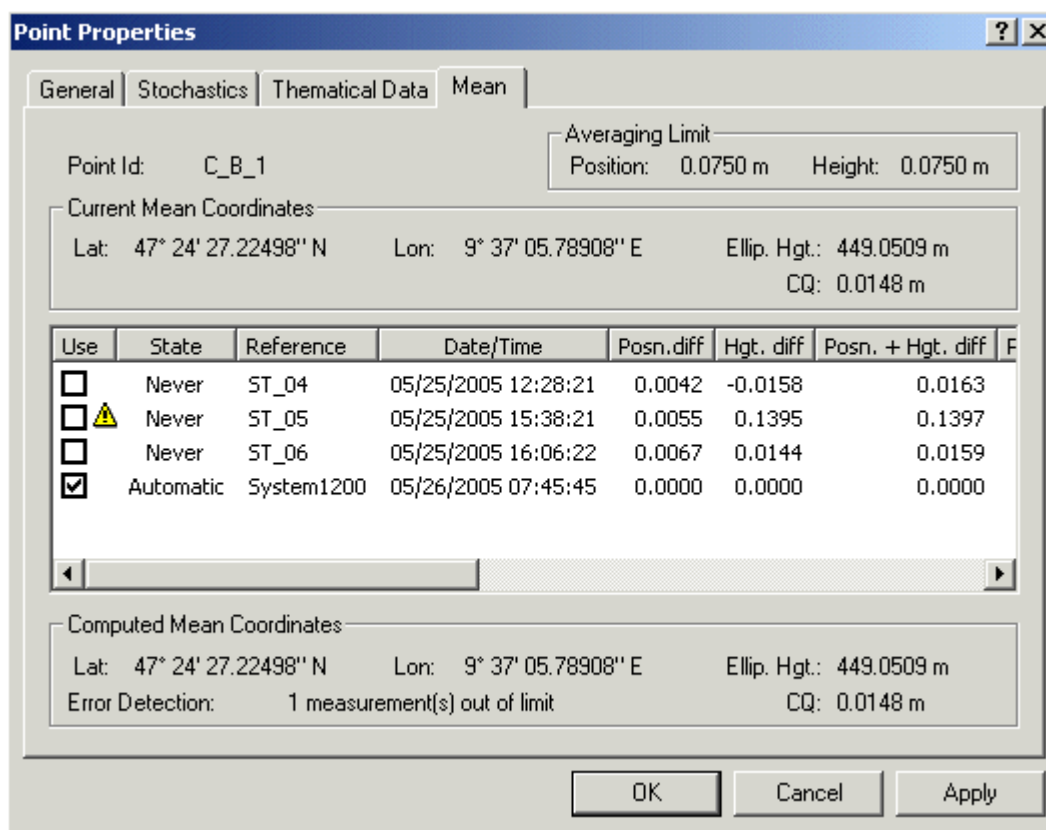 Point Properties
? X
General Stochastics Thematical Data Mean
Averaging Limit
Point Id: C_B_1 Position: 0.0750 m Height: 0.0750 m
Current Mean Coordinates
Lat: 47° 24' 27.22498" N Lon: 9° 37' 05.78908" E Ellip. Hgt.: 449.0509 m
CQ: 0.0148 m
Use State Reference Date/Time Posn.diff Hgt. diff Posn. + Hgt. diff
Never ST_04 05/25/2005 12:28:21 0.0042 -0.0158 0.0163
Never ST_05 05/25/2005 15:38:21 0.0055 0.1395 0.1397
Never ST_06 05/25/2005 16:06:22 0.0067 0.0144 0.0159
Automatic System1200 05/26/2005 07:45:45 0.0000 0.0000 0.0000
Computed Mean Coordinates
Lat: 47° 24' 27.22498" N Lon: 9° 37' 05.78908" E Ellip. Hgt.: 449.0509 m
Error Detection: 1 measurement(s) out of limit CQ: 0.0148 m
OK Cancel Apply